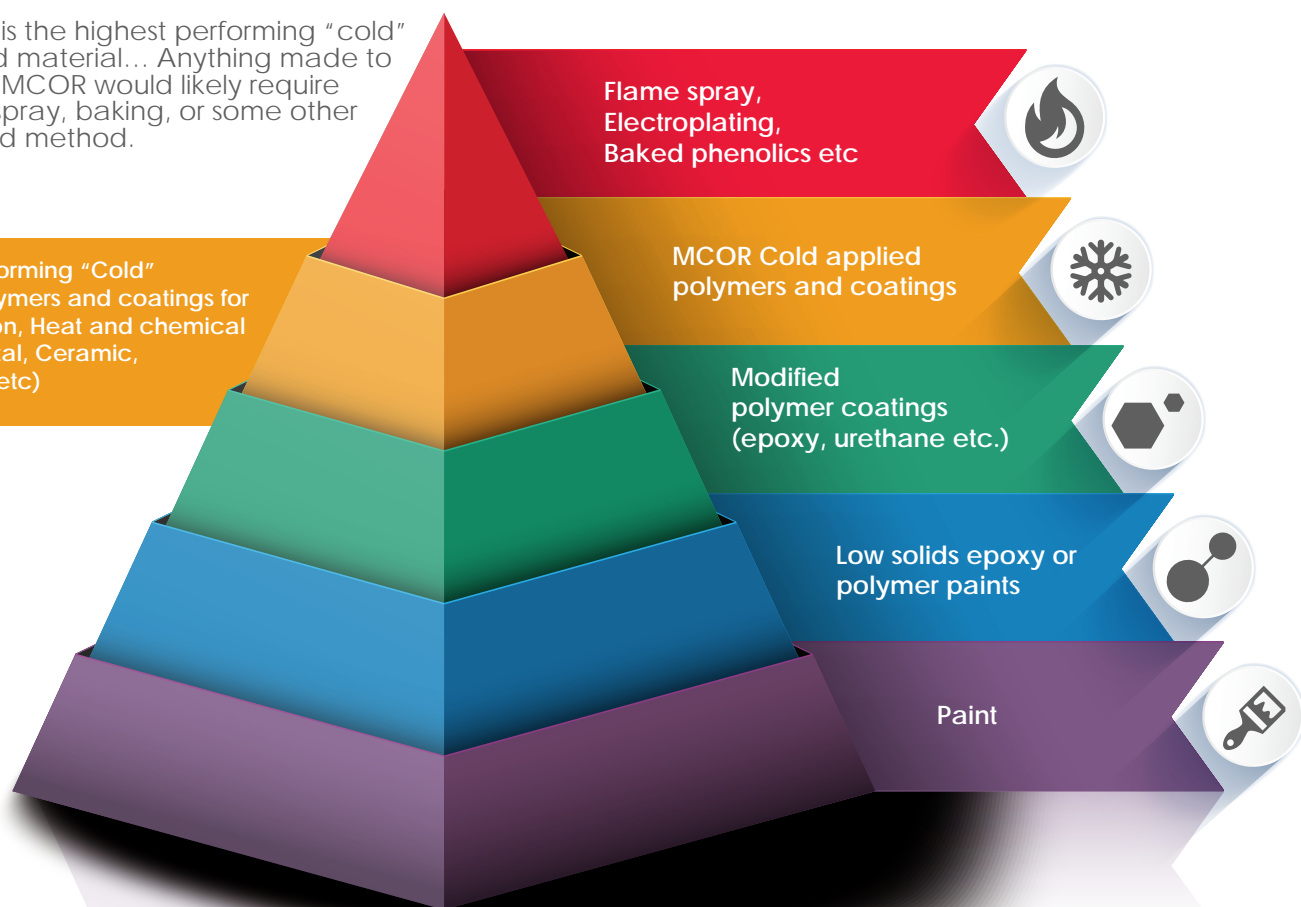 is the highest performing “cold”
d material... Anything made to
MCOR would likely require
pray, baking, or some other
d method.
Flame spray,
Electroplating,
Baked phenolics etc
orming “Cold”
ymers and coatings for
on, Heat and chemical
tal, Ceramic,
etc)
MCOR Cold applied
polymers and coatings
Modified
polymer coatings
(epoxy, urethane etc.)
Low solids epoxy or
polymer paints
Paint